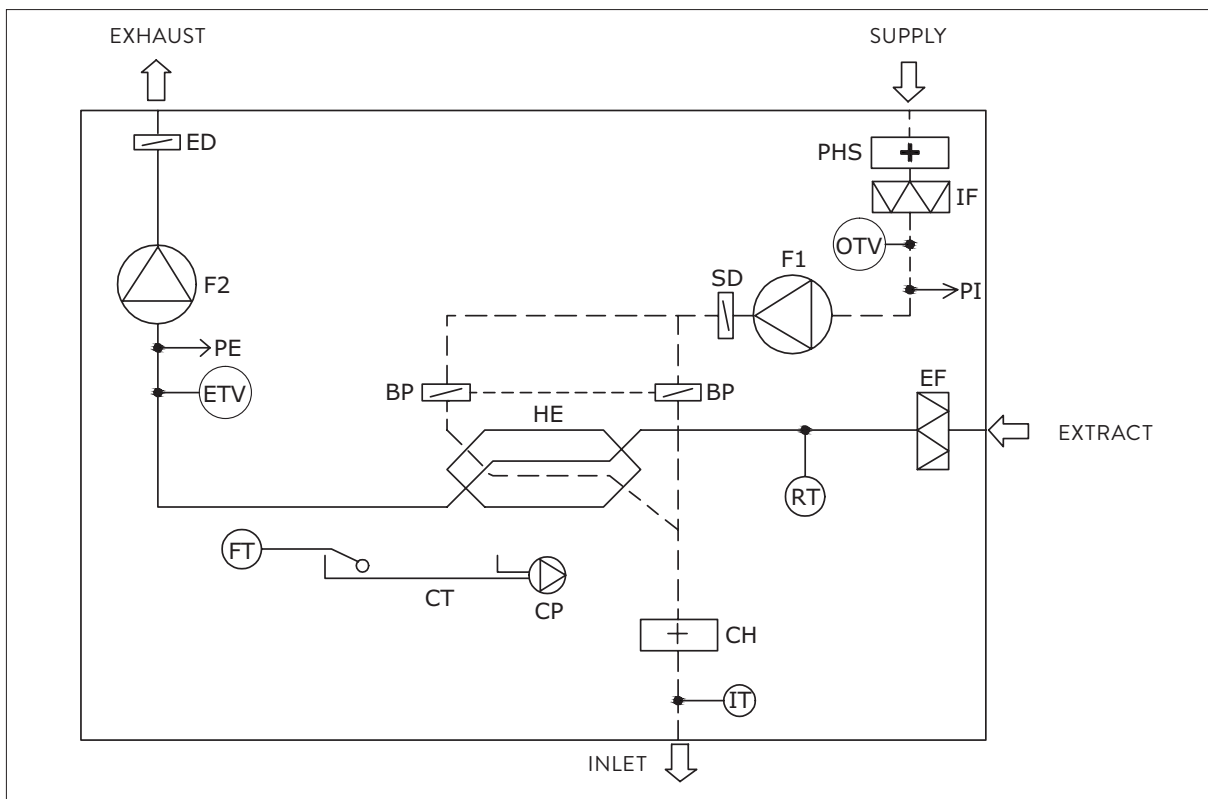 EXHAUST
SUPPLY
ED
PHS
IF
OTV
F1
F2
SD
PI
PE
ETV
BP
BP
EF
HE
EXTRACT
RT
FT
CT
CP
CH
IT
INLET